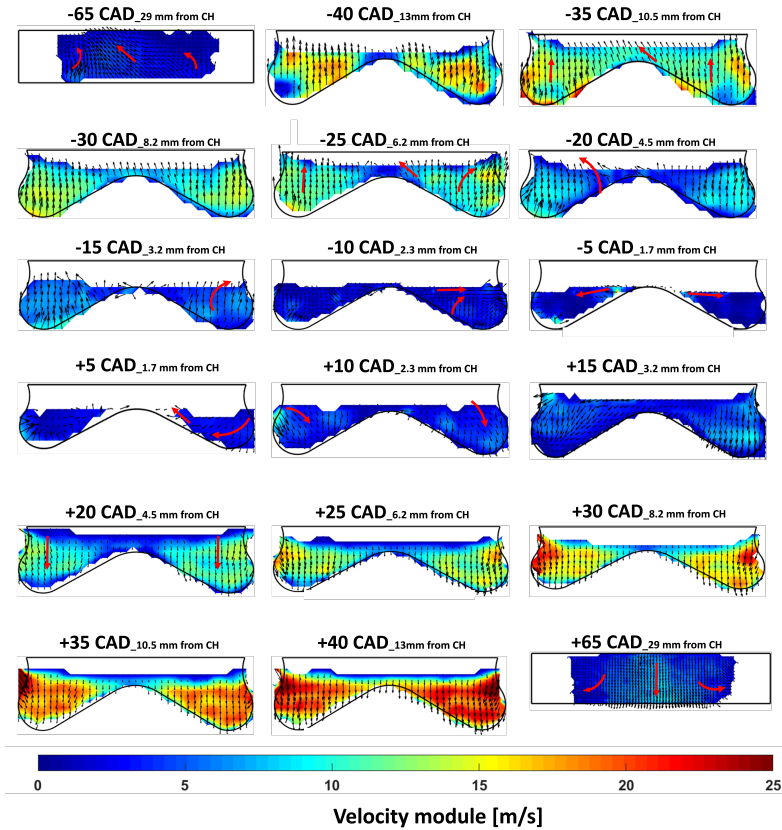 -65 CAD_29 mm from CH
-40 CAD_13mm from CH
-35 CAD_10.5 mm from CH
-30 CAD_8.2 mm from CH
-25 CAD_6.2 mm from CH
-20 CAD_4.5 mm from CH
-15 CAD_3.2 mm from CH
-10 CAD_2.3 mm from CH
-5 CAD_1.7 mm from CH
+5 CAD_1.7 mm from CH
+10 CAD_2.3 mm from CH
+15 CAD_3.2 mm from CH
+20 CAD_4.5 mm from CH
+25 CAD_6.2 mm from CH
+30 CAD_8.2 mm from CH
+35 CAD_10.5 mm from CH
+40 CAD_13mm from CH
+65 CAD_29 mm from CH
0 5 10 15 20 25
Velocity module [m/s]